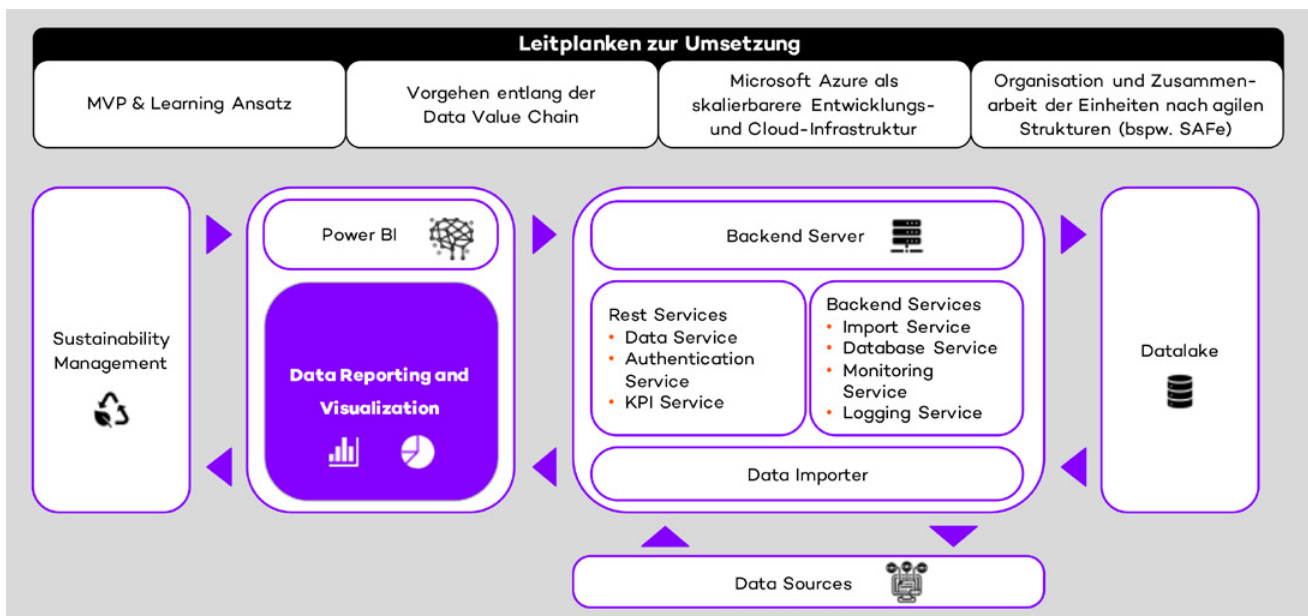 Leitplanken zur Umsetzung
MVP & Learning Ansatz
Vorgehen entlang der
Data Value Chain
Microsoft Azure als
skalierbarere Entwicklungs-
und Cloud-Infrastruktur
Organisation und Zusammen-
arbeit der Einheiten nach agilen
Strukturen (bspw. SAFe)
Sustainability
Management
Power BI
Data Reporting and
Visualization
Backend Server
Rest Services
• Data Service
• Authentication
Service
• KPI Service
Backend Services
• Import Service
• Database Service
• Monitoring
Service
• Logging Service
Data Importer
Datalake
Data Sources